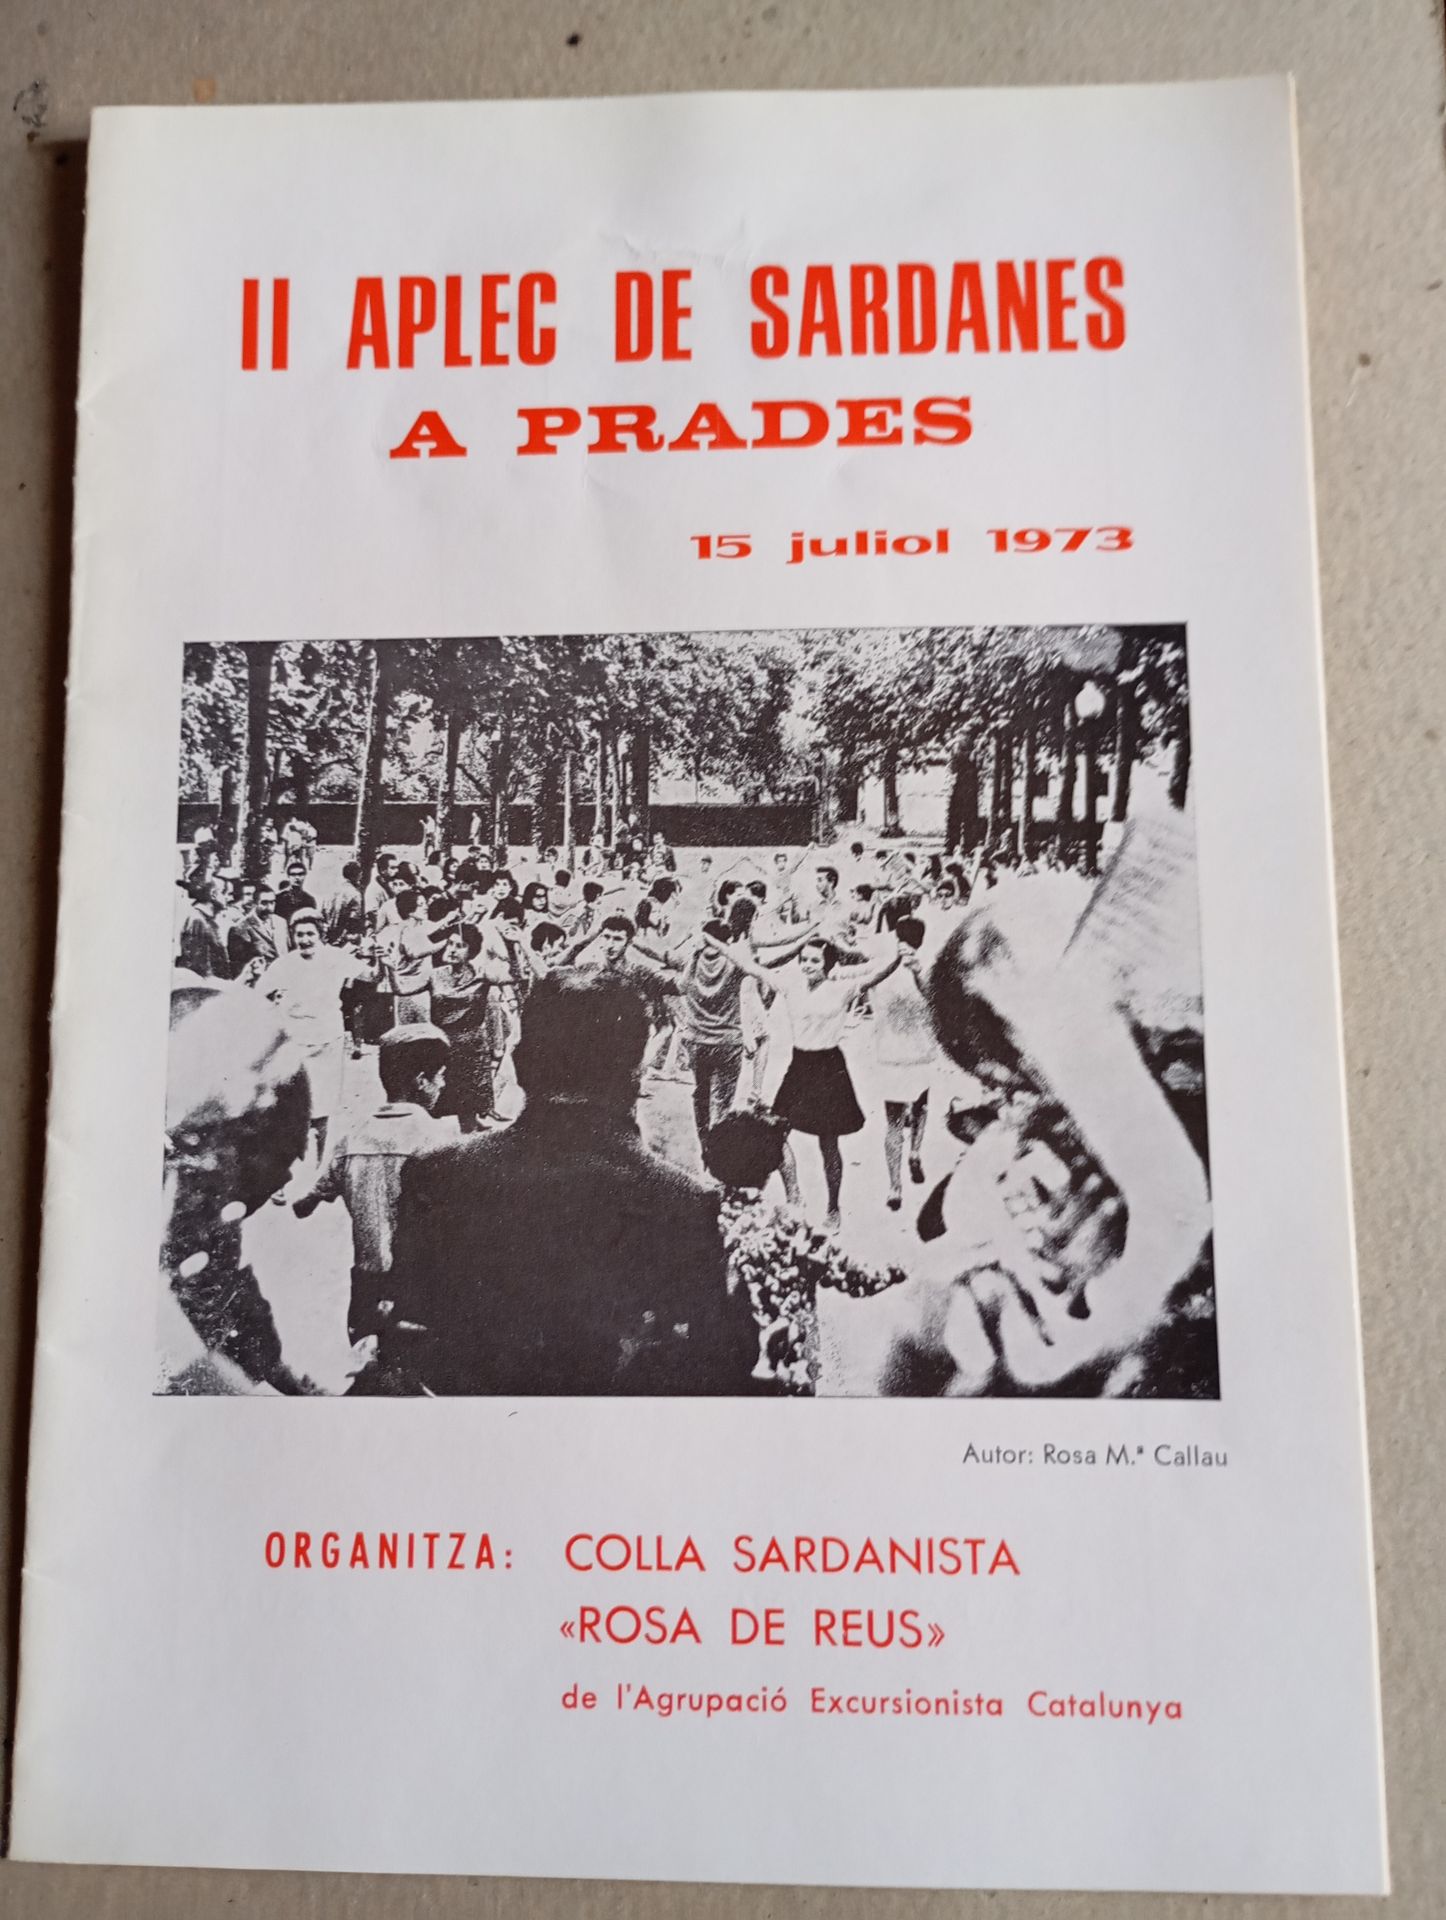 II APLEC DE SARDANES
A PRADES
15 juliol 1973
Autor: Rosa M.ª Callau
ORGANITZA: COLLA SARDANISTA
«ROSA DE REUS»
de l'Agrupació Excursionista Catalunya